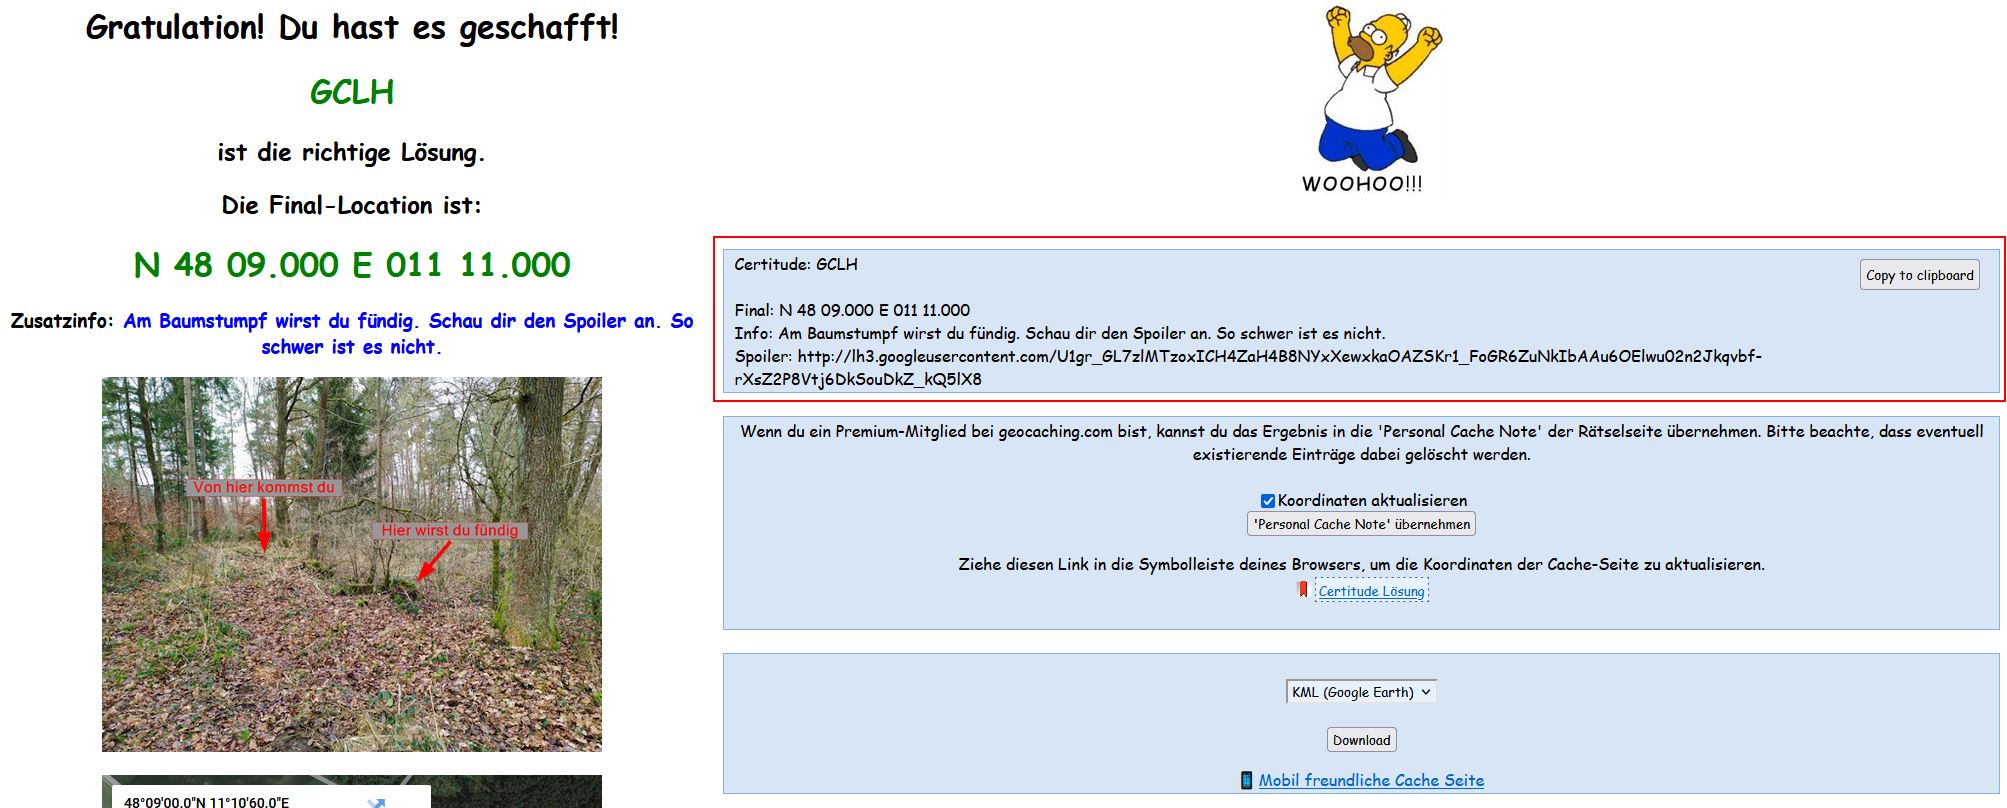 Gratulation! Du hast es geschafft!
GCLH
ist die richtige Lösung.
Die Final-Location ist:
N 48 09.000 E 011 11.000
Zusatzinfo: Am Baumstumpf wirst du fündig. Schau dir den Spoiler an. So
schwer ist es nicht.
Von hier kommst du
Hier wirst du fündig
48°09'00.0"N 11°10'60.0"E
WOOHOO!!!
Certitude: GCLH
Copy to clipboard
Final: N 48 09.000 E 011 11.000
Info: Am Baumstumpf wirst du fündig. Schau dir den Spoiler an. So schwer ist es nicht.
Spoiler: http://lh3.googleusercontent.com/U1gr_GL7zlMTzoxICH4ZaH4B8NYxXewxkaOAZSKr1_FoGR6ZuNkIbAAu6OElwu02n2Jkqvbf-
rXsZ2P8Vtj6DkSouDkZ_kQ5lX8
Wenn du ein Premium-Mitglied bei geocaching.com bist, kannst du das Ergebnis in die 'Personal Cache Note' der Rätselseite übernehmen. Bitte beachte, dass eventuell
existierende Einträge dabei gelöscht werden.
Koordinaten aktualisieren
'Personal Cache Note' übernehmen
Ziehe diesen Link in die Symbolleiste deines Browsers, um die Koordinaten der Cache-Seite zu aktualisieren.
Certitude Lösung
KML (Google Earth)
Download
Mobil freundliche Cache Seite